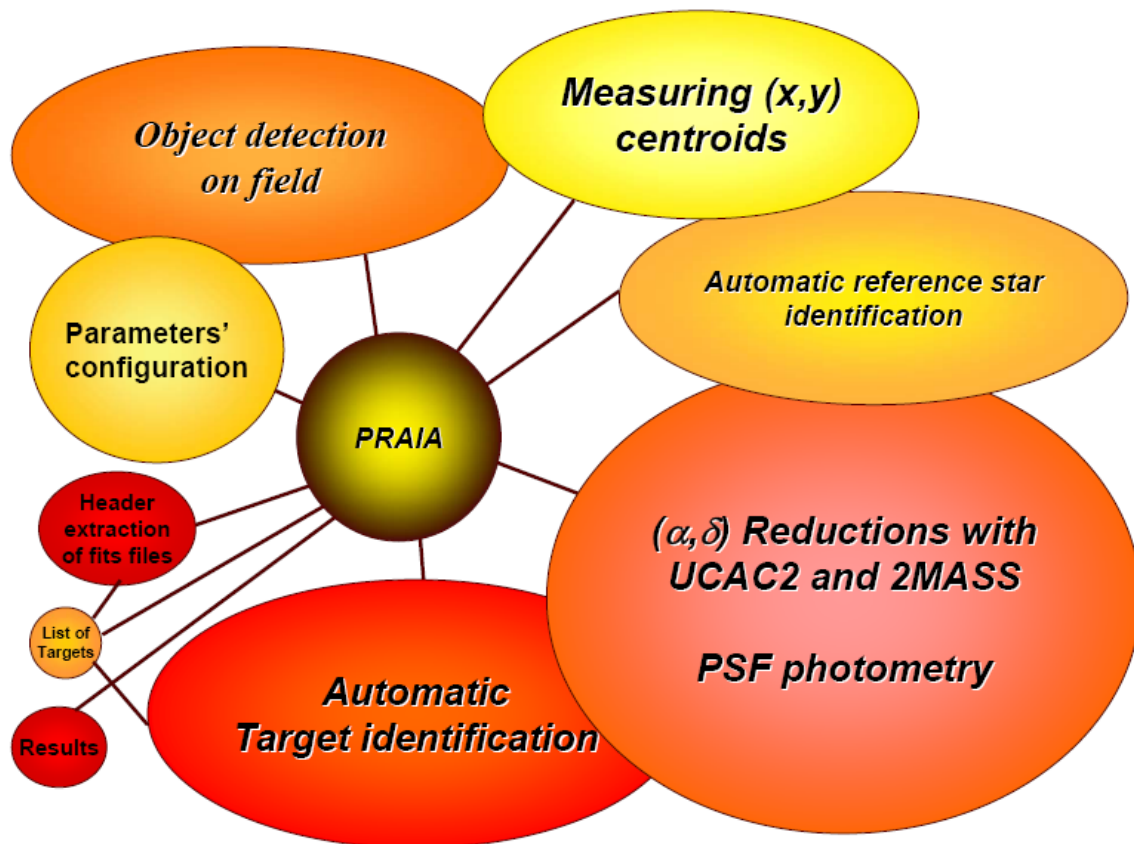 Object detection
on field
Measuring (x,y)
centroids
Automatic reference star
identification
Parameters’
configuration
PRAIA
Header
extraction
of fits files
(α,δ) Reductions with
UCAC2 and 2MASS
PSF photometry
List of
Targets
Automatic
Target identification
Results